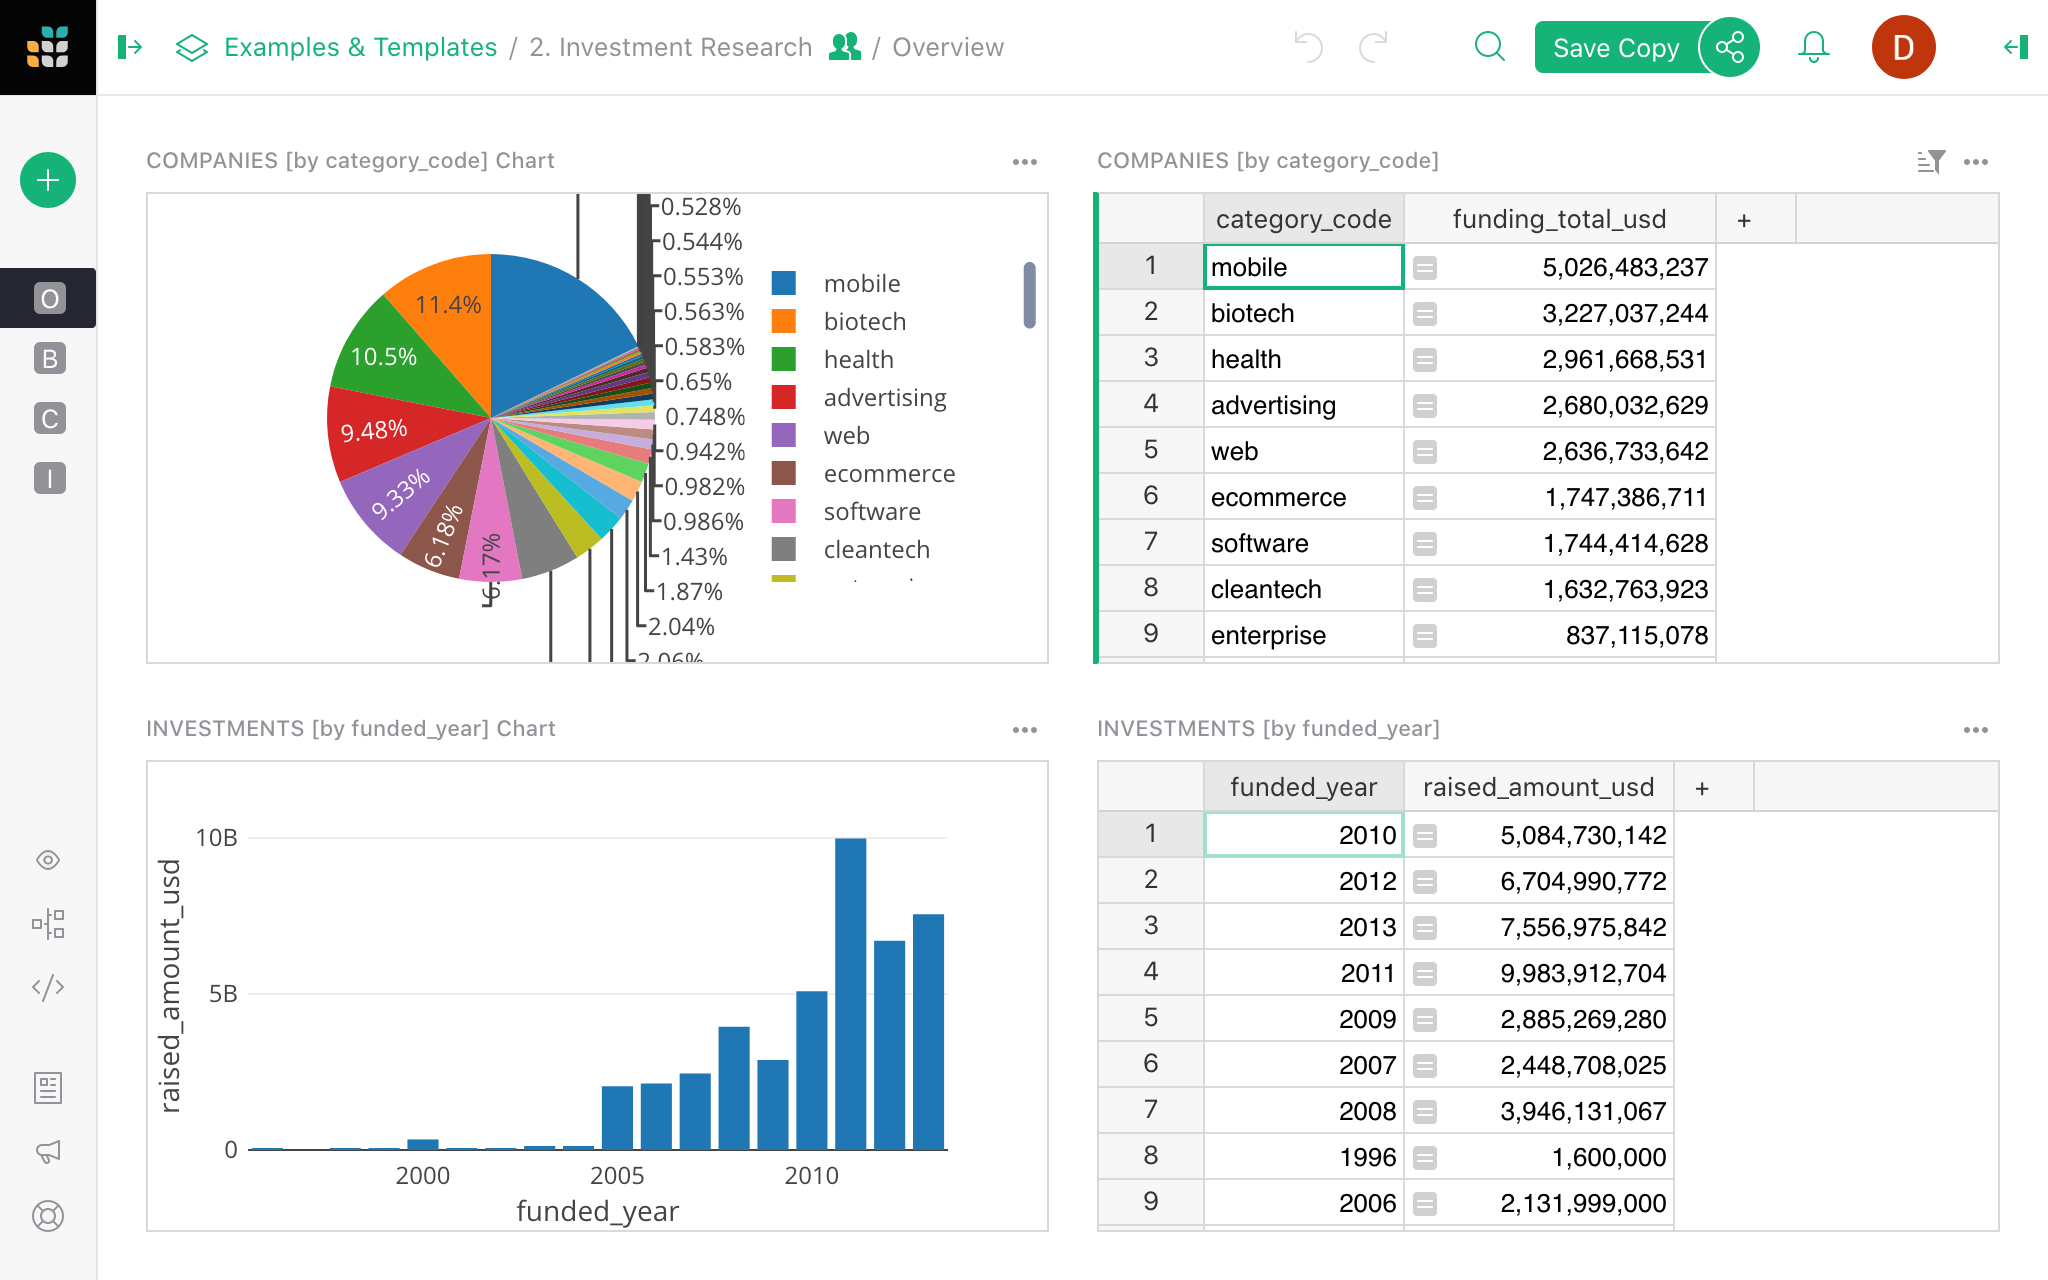 Examples & Templates / 2. Investment Research / Overview
Save Copy
D
O
B
C
I
COMPANIES [by category_code] Chart
11.4%
10.5%
9.48%
9.33%
6.18%
6.17%
0.528%
0.544%
0.553%
0.563%
0.583%
0.65%
0.748%
0.942%
0.982%
0.986%
1.43%
1.87%
2.04%
2.06%
mobile
biotech
health
advertising
web
ecommerce
software
cleantech
COMPANIES [by category_code]
category_code funding_total_usd +
1 mobile = 5,026,483,237
2 biotech = 3,227,037,244
3 health = 2,961,668,531
4 advertising = 2,680,032,629
5 web = 2,636,733,642
6 ecommerce = 1,747,386,711
7 software = 1,744,414,628
8 cleantech = 1,632,763,923
9 enterprise = 837,115,078
INVESTMENTS [by funded_year] Chart
raised_amount_usd
10B
5B
0
2000 2005 2010
funded_year
INVESTMENTS [by funded_year]
funded_year raised_amount_usd +
1 2010 = 5,084,730,142
2 2012 = 6,704,990,772
3 2013 = 7,556,975,842
4 2011 = 9,983,912,704
5 2009 = 2,885,269,280
6 2007 = 2,448,708,025
7 2008 = 3,946,131,067
8 1996 = 1,600,000
9 2006 = 2,131,999,000